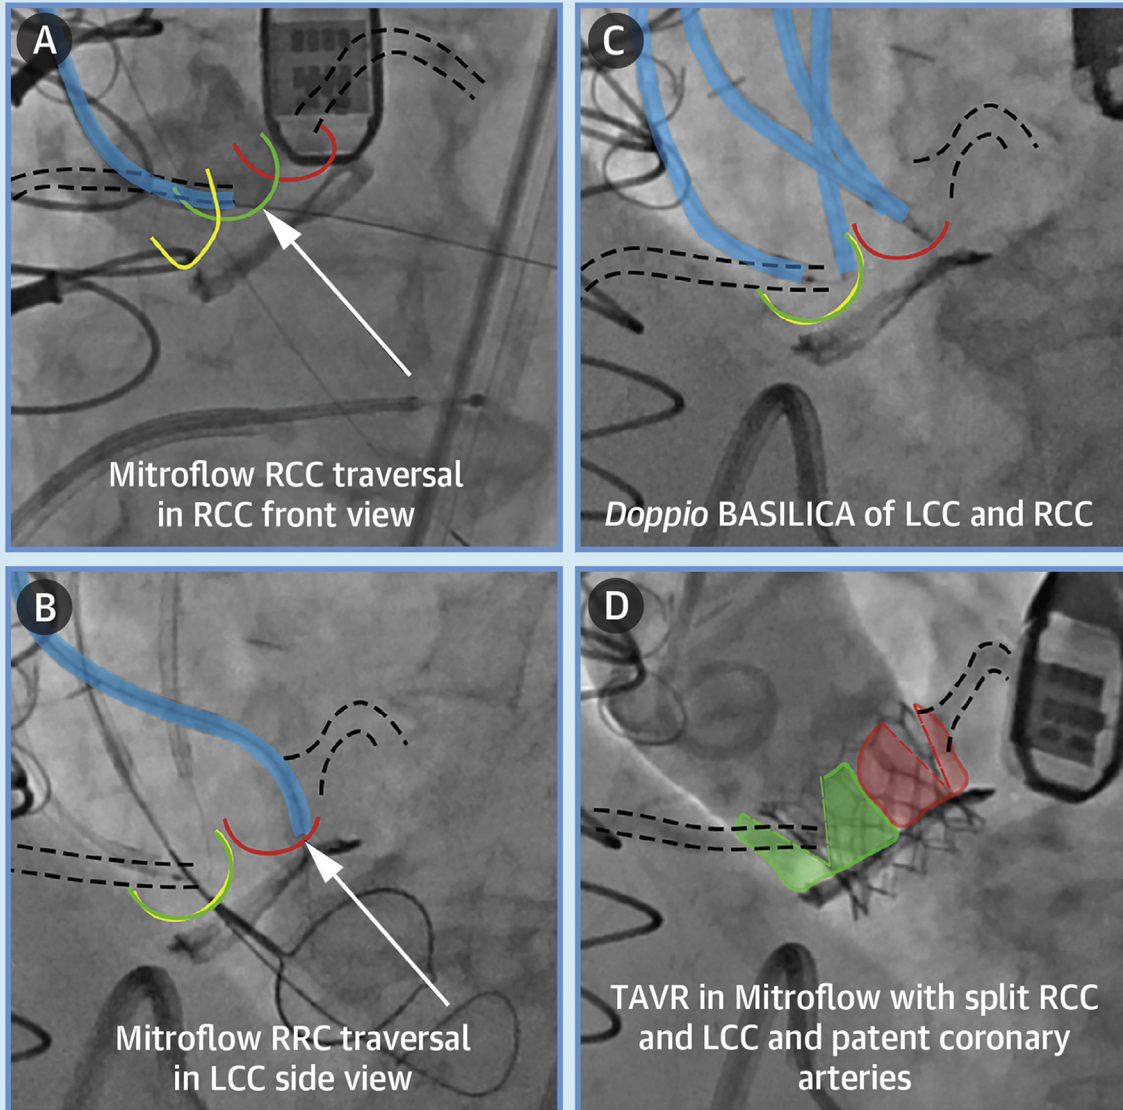 A
Mitroflow RCC traversal
in RCC front view
C
Doppio BASILICA of LCC and RCC
B
Mitroflow RRC traversal
in LCC side view
D
TAVR in Mitroflow with split RCC
and LCC and patent coronary
arteries